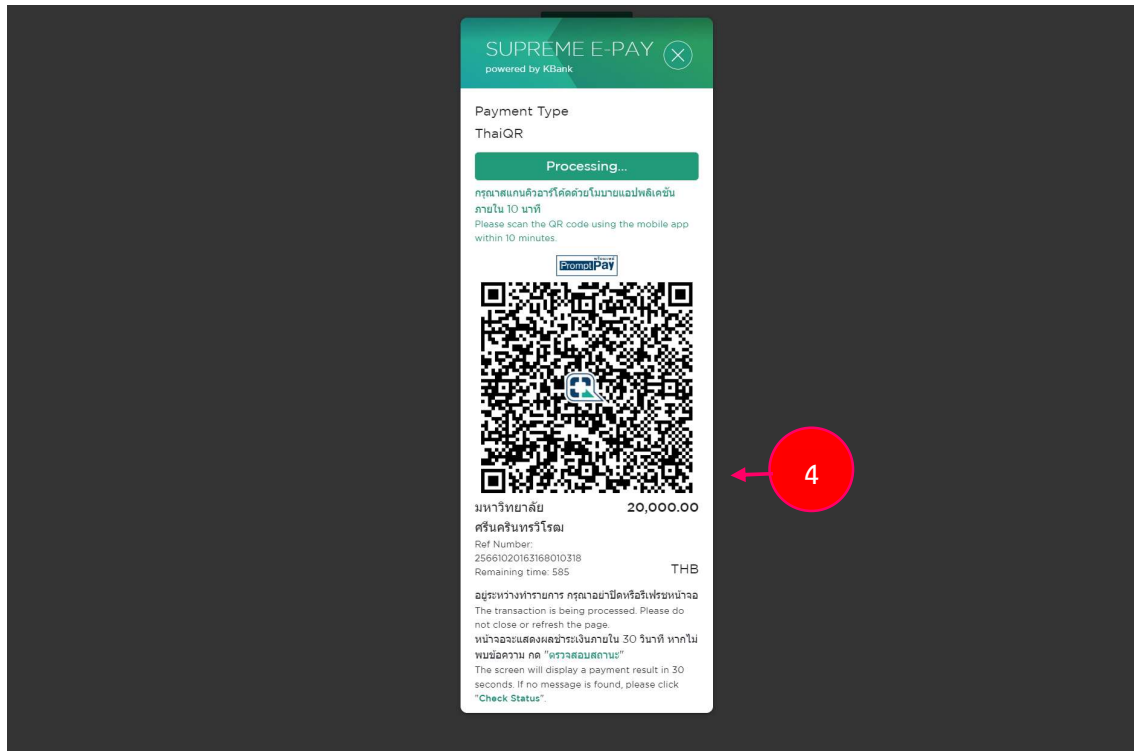 SUPREME E-PAY
powered by KBank
Payment Type
ThaiQR
Processing...
กรุณาสแกนคิวอาร์โค้ดด้วยโมบายแอปพลิเคชัน
ภายใน 10 นาที
Please scan the QR code using the mobile app
within 10 minutes.
พร้อมเพย์
PromptPay
มหาวิทยาลัย 20,000.00
ศรีนครินทรวิโรฒ
Ref Number:
25661020163168010318
Remaining time: 585 THB
4
อยู่ระหว่างทำรายการ กรุณาอย่าปิดหรือรีเฟรชหน้าจอ
The transaction is being processed. Please do
not close or refresh the page.
หน้าจอจะแสดงผลชำระเงินภายใน 30 วินาที หากไม่
พบข้อความ กด "ตรวจสอบสถานะ"
The screen will display a payment result in 30
seconds. If no message is found, please click
"Check Status".